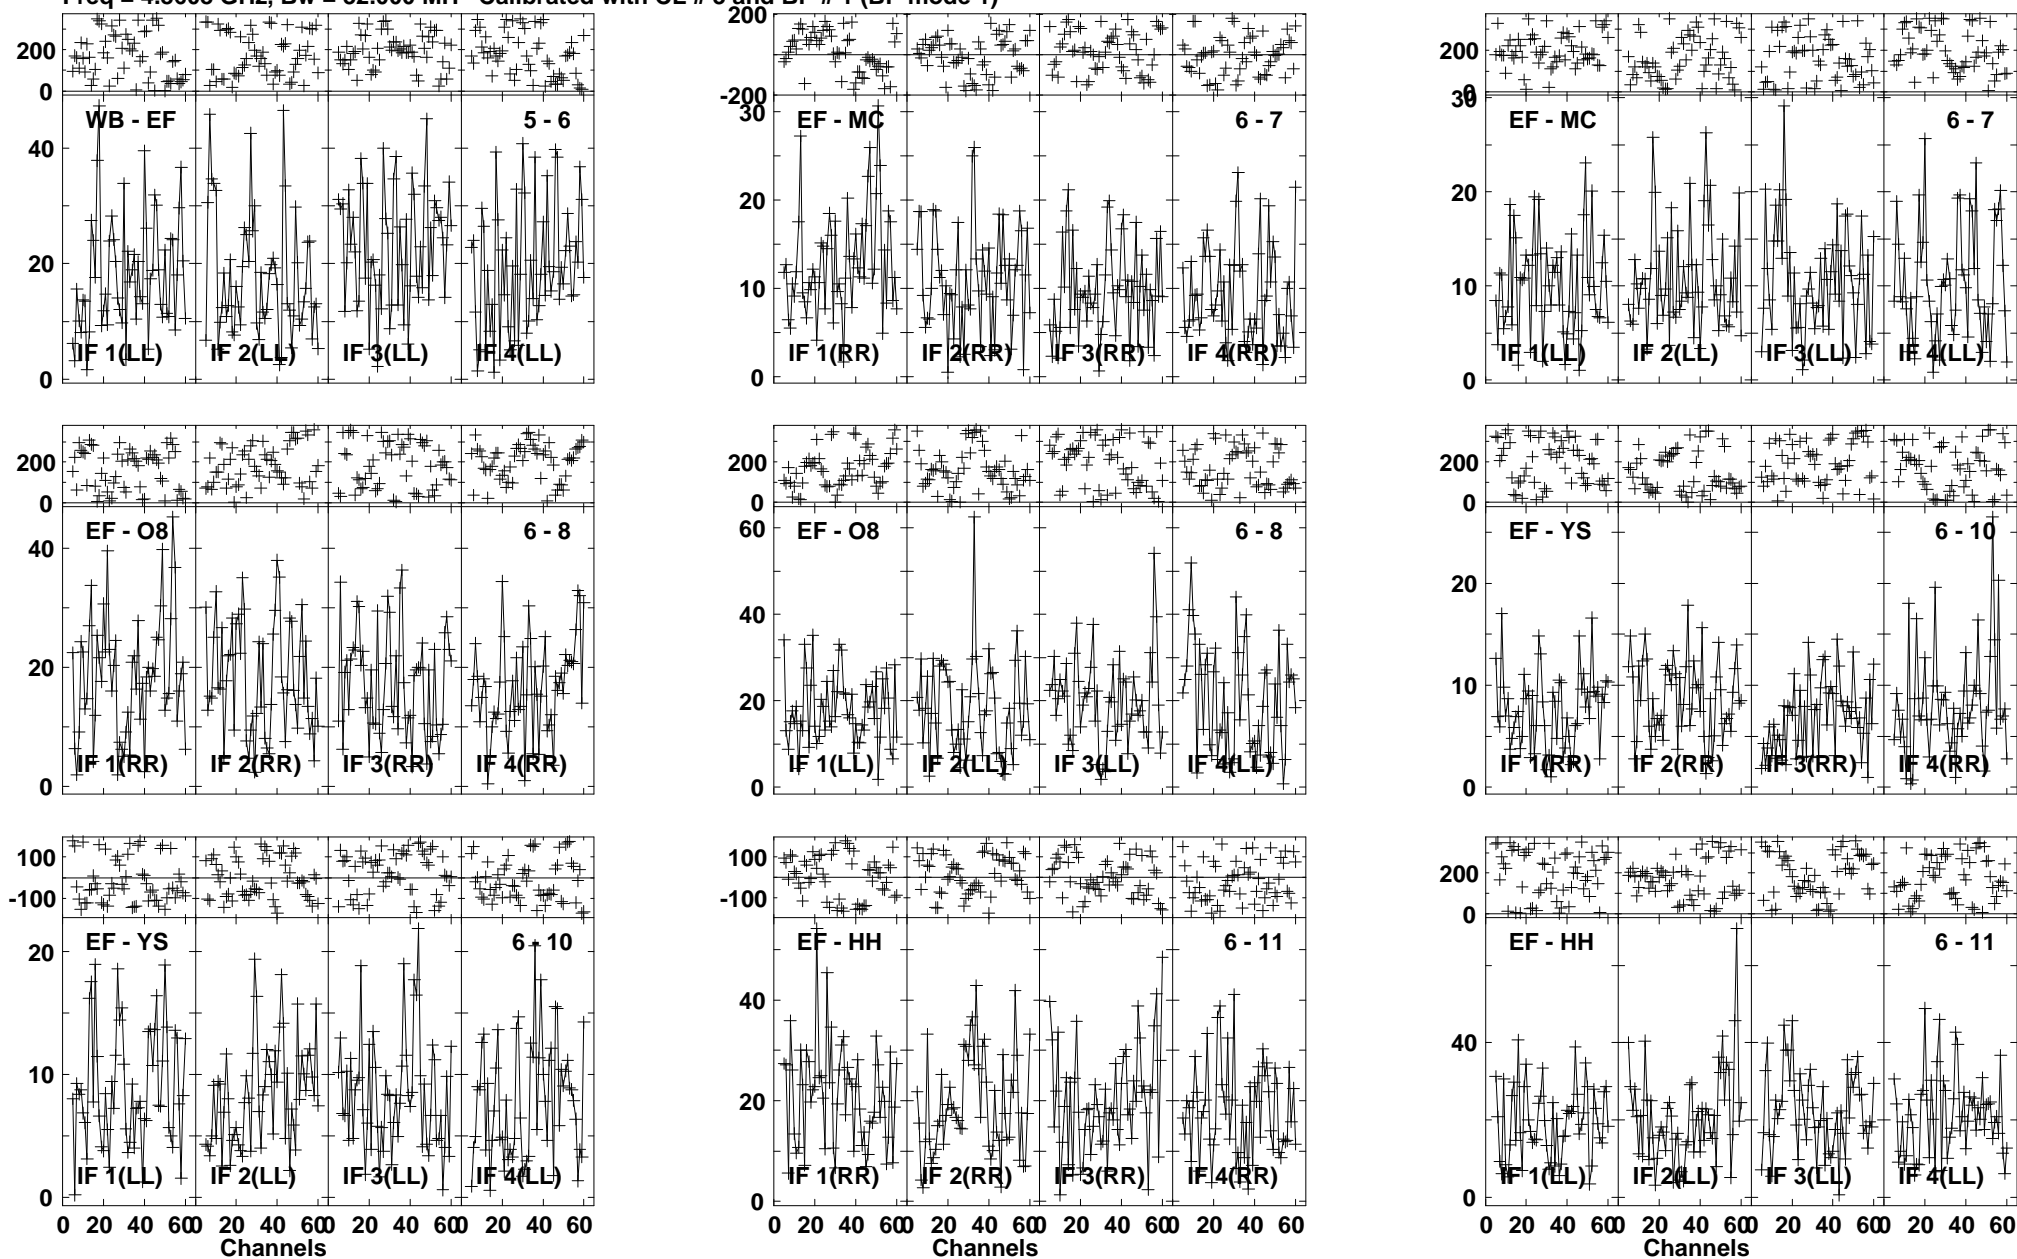 200
0
WB - EF
5 - 6
40
20
0
IF 1(LL)
IF 2(LL)
IF 3(LL)
IF 4(LL)
200
-200
30
EF - MC
6 - 7
20
10
0
IF 1(RR)
IF 2(RR)
IF 3(RR)
IF 4(RR)
200
0
30
EF - MC
6 - 7
20
10
0
IF 1(LL)
IF 2(LL)
IF 3(LL)
IF 4(LL)
200
0
EF - O8
6 - 8
40
20
0
IF 1(RR)
IF 2(RR)
IF 3(RR)
IF 4(RR)
200
0
60
EF - O8
6 - 8
40
20
0
IF 1(LL)
IF 2(LL)
IF 3(LL)
IF 4(LL)
200
0
EF - YS
6 - 10
20
10
0
IF 1(RR)
IF 2(RR)
IF 3(RR)
IF 4(RR)
100
-100
EF - YS
6 - 10
20
10
0
IF 1(LL)
IF 2(LL)
IF 3(LL)
IF 4(LL)
0 20 40 60 0 20 40 60 0 20 40 60 0 20 40 60
Channels
100
-100
EF - HH
6 - 11
40
20
0
IF 1(RR)
IF 2(RR)
IF 3(RR)
IF 4(RR)
0 20 40 60 0 20 40 60 0 20 40 60 0 20 40 60
Channels
200
0
EF - HH
6 - 11
40
0
IF 1(LL)
IF 2(LL)
IF 3(LL)
IF 4(LL)
0 20 40 60 0 20 40 60 0 20 40 60 0 20 40 60
Channels